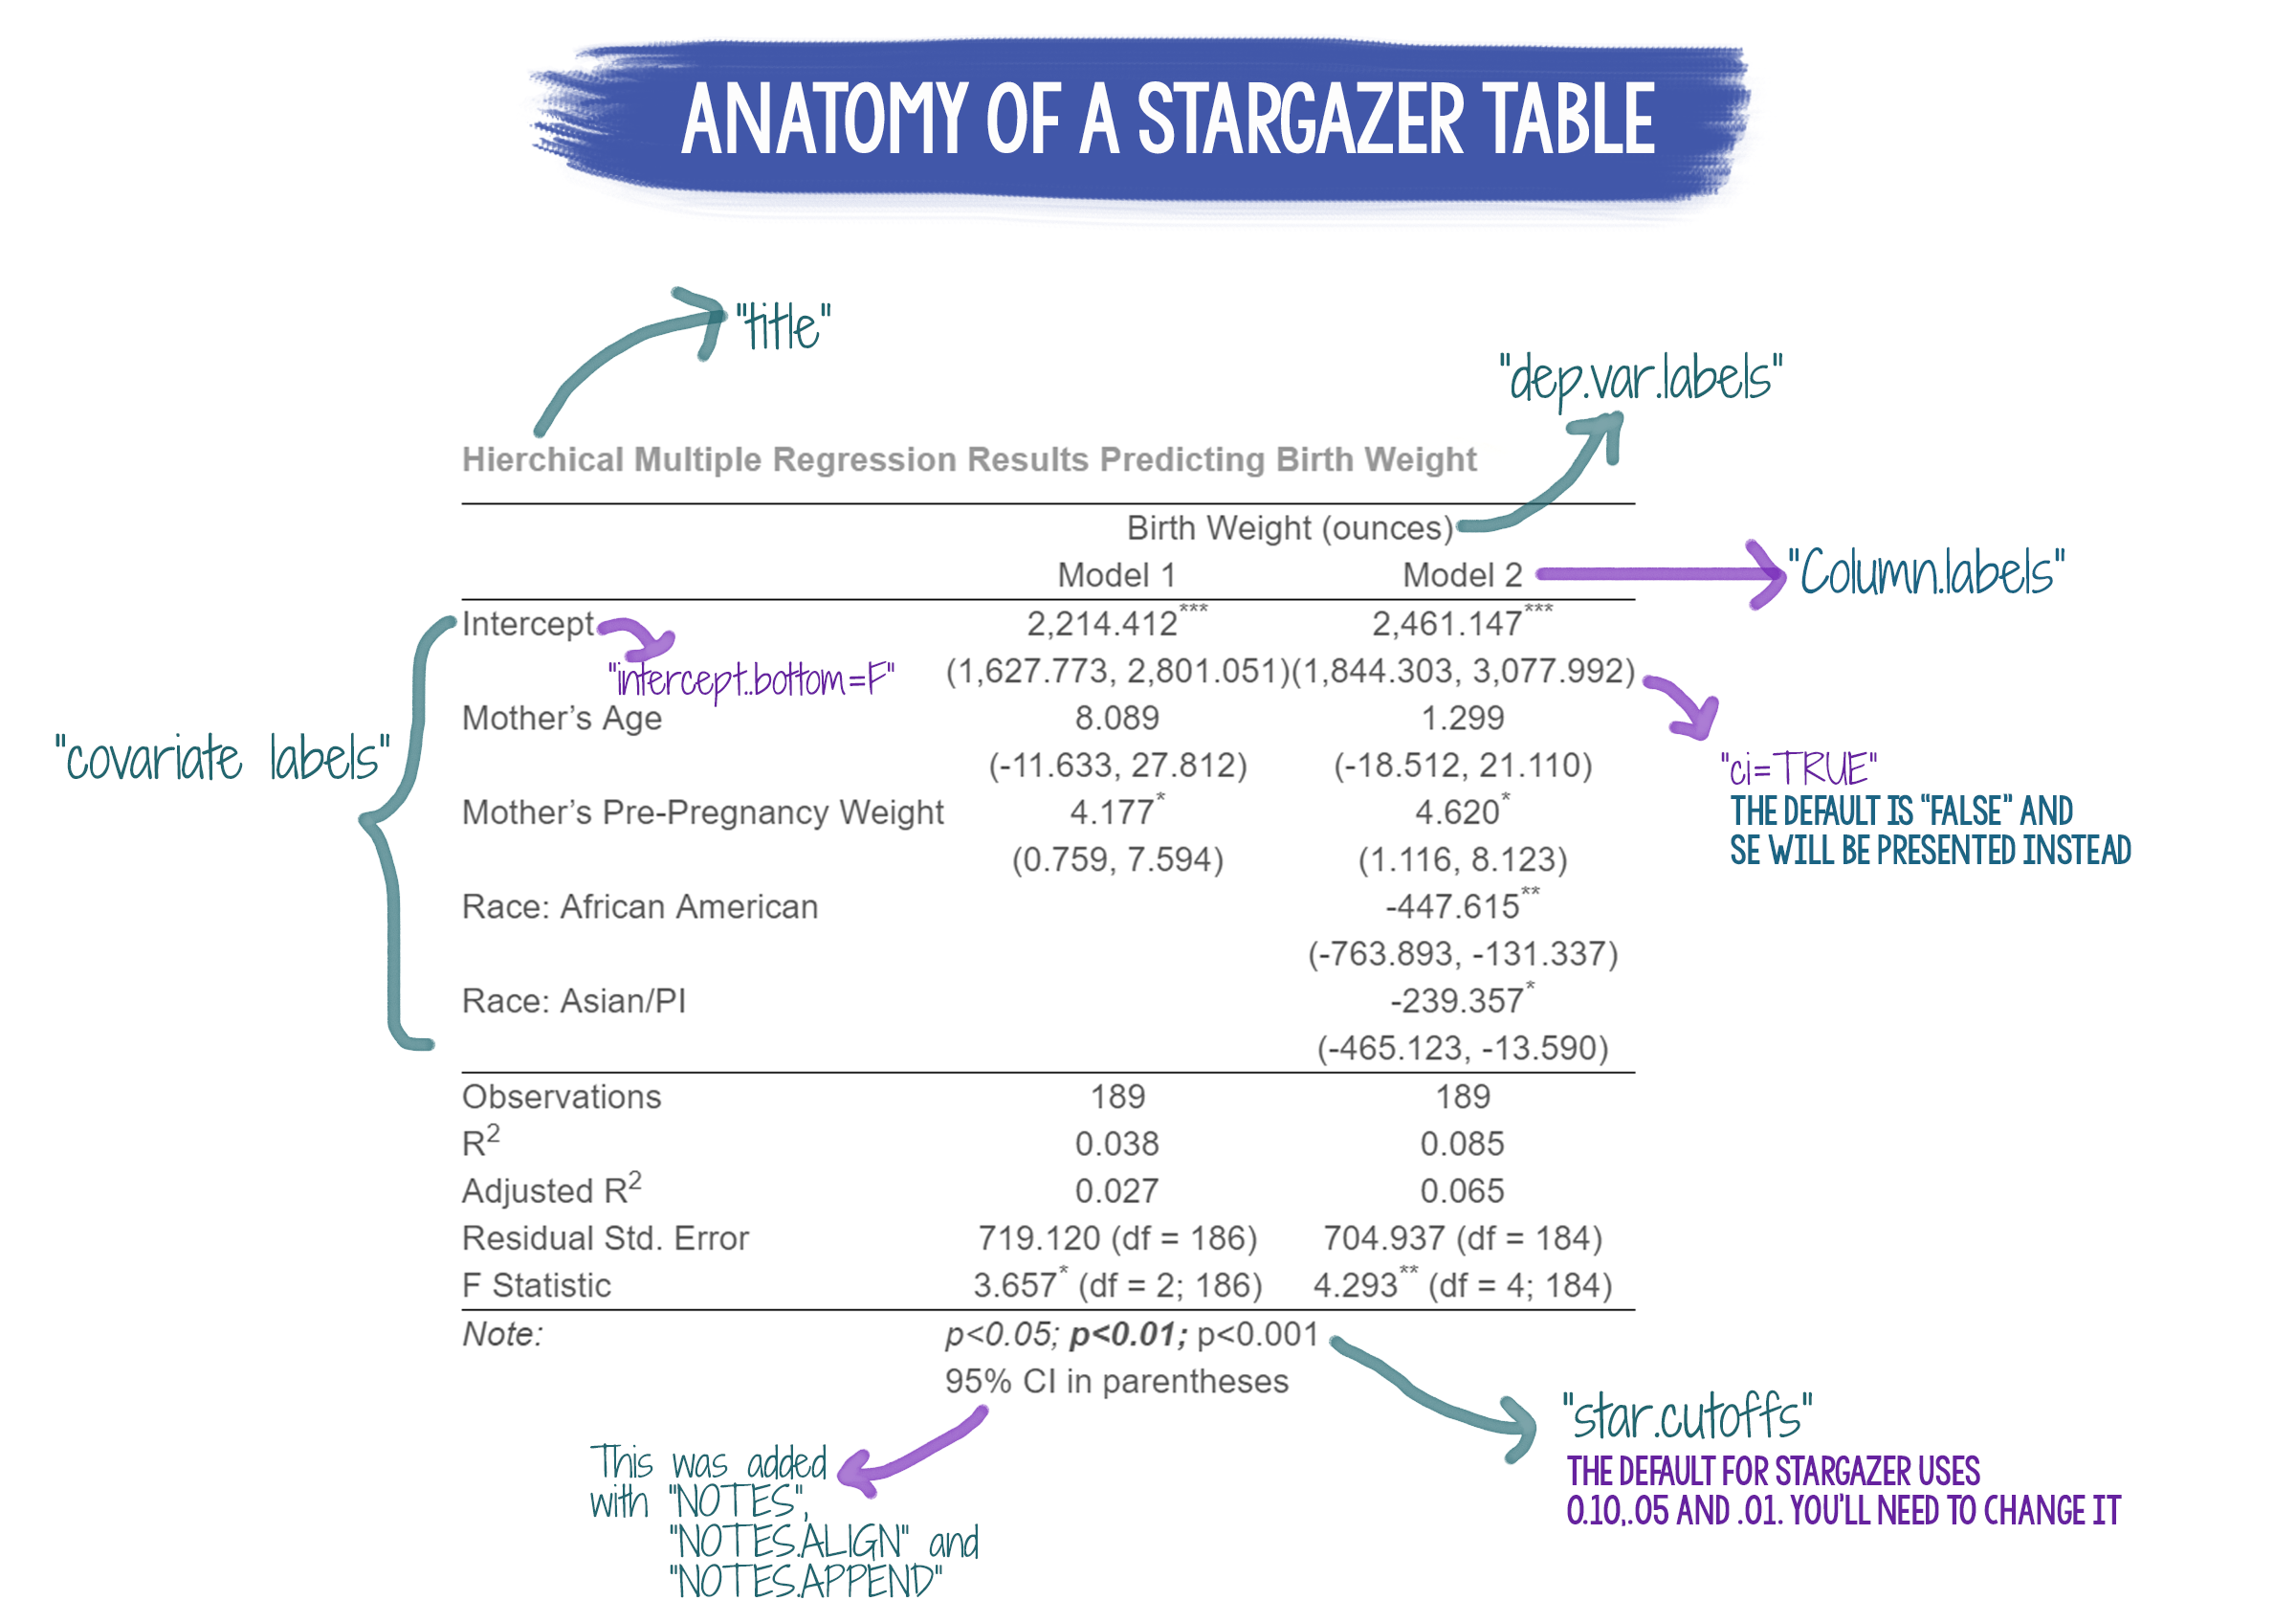 ANATOMY OF A STARGAZER TABLE
"title"
"dep.var.labels"
Hierchical Multiple Regression Results Predicting Birth Weight
Birth Weight (ounces)
Model 1 Model 2
"Column.labels"
Intercept 2,214.412*** 2,461.147***
"intercept.bottom=F"
(1,627.773, 2,801.051)(1,844.303, 3,077.992)
Mother’s Age 8.089 1.299
"covariate labels"
(-11.633, 27.812) (-18.512, 21.110)
"ci=TRUE"
THE DEFAULT IS "FALSE" AND
SE WILL BE PRESENTED INSTEAD
Mother’s Pre-Pregnancy Weight 4.177* 4.620*
(0.759, 7.594) (1.116, 8.123)
Race: African American -447.615**
(-763.893, -131.337)
Race: Asian/PI -239.357*
(-465.123, -13.590)
Observations 189 189
R2 0.038 0.085
Adjusted R2 0.027 0.065
Residual Std. Error 719.120 (df = 186) 704.937 (df = 184)
F Statistic 3.657* (df = 2; 186) 4.293** (df = 4; 184)
Note: p<0.05; p<0.01; p<0.001
95% CI in parentheses
"star.cutoffs"
THE DEFAULT FOR STARGAZER USES
0.10,.05 AND .01. YOU'LL NEED TO CHANGE IT
This was added
with "NOTES",
"NOTES.ALIGN" and
"NOTES.APPEND"